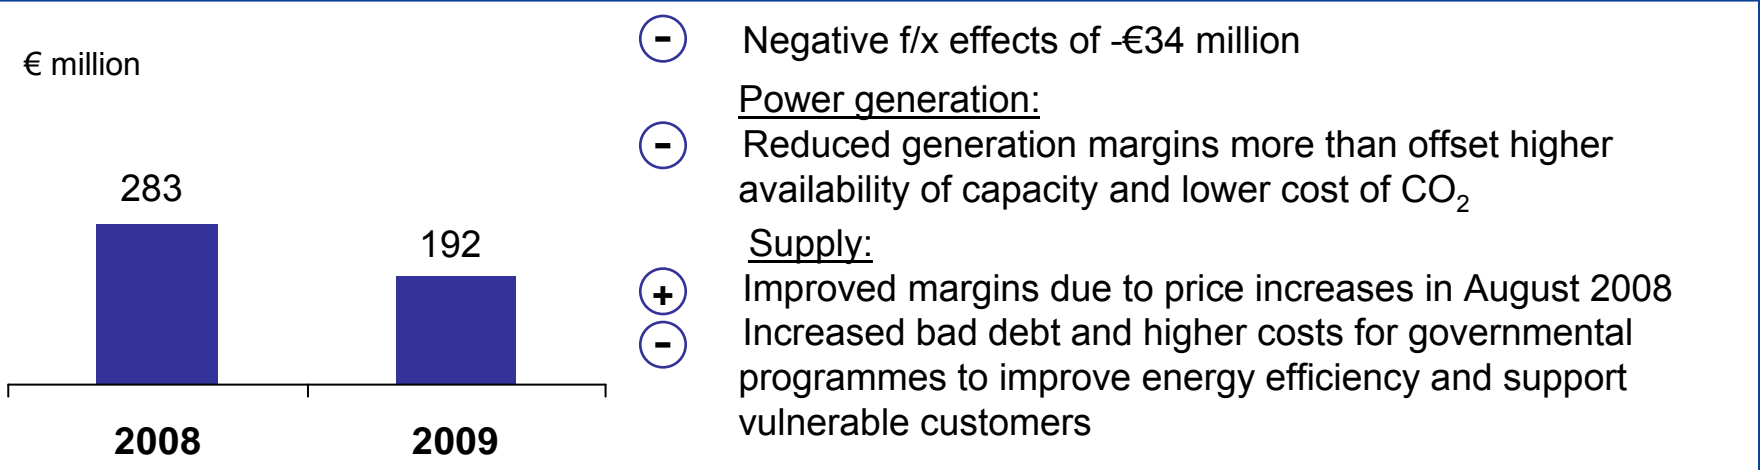 € million
283
192
2008
2009
- Negative f/x effects of -€34 million
Power generation:
- Reduced generation margins more than offset higher
availability of capacity and lower cost of CO₂
Supply:
+ Improved margins due to price increases in August 2008
- Increased bad debt and higher costs for governmental
programmes to improve energy efficiency and support
vulnerable customers